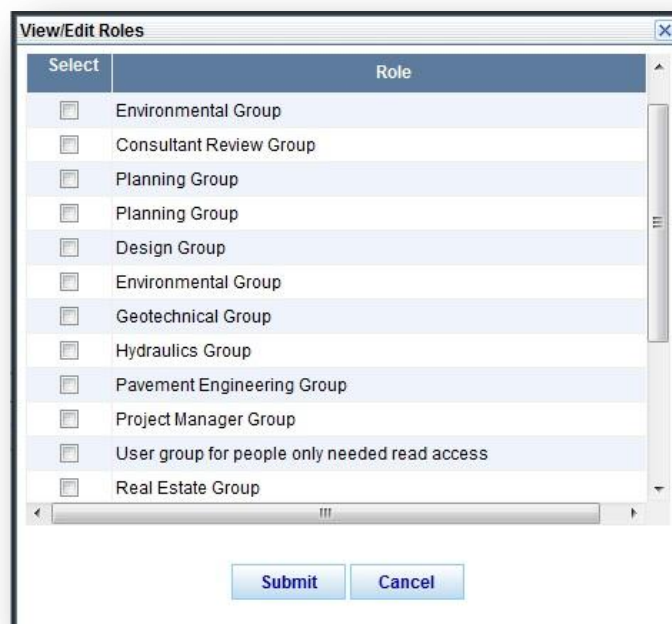 View/Edit Roles
Select Role
Environmental Group
Consultant Review Group
Planning Group
Planning Group
Design Group
Environmental Group
Geotechnical Group
Hydraulics Group
Pavement Engineering Group
Project Manager Group
User group for people only needed read access
Real Estate Group
Submit Cancel